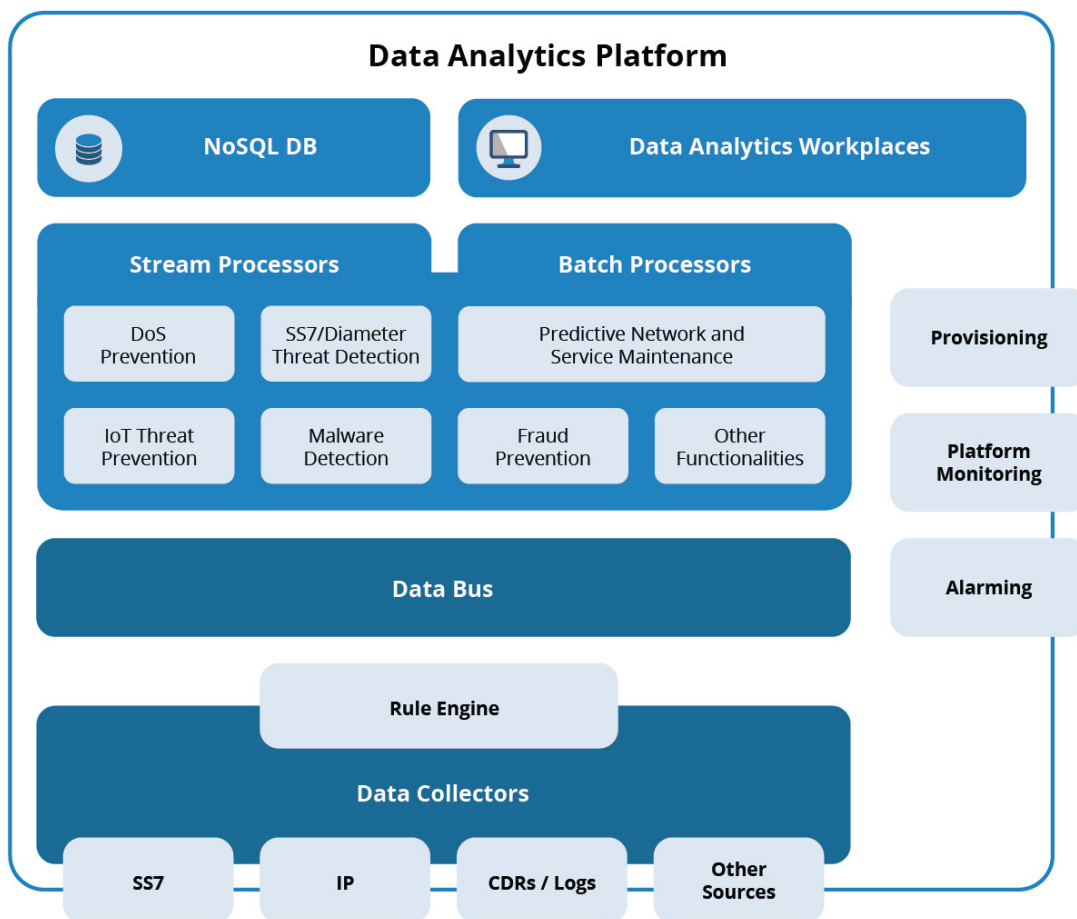 Data Analytics Platform
NoSQL DB
Data Analytics Workplaces
Stream Processors
Batch Processors
DoS
Prevention
SS7/Diameter
Threat Detection
Predictive Network and
Service Maintenance
IoT Threat
Prevention
Malware
Detection
Fraud
Prevention
Other
Functionalities
Provisioning
Platform
Monitoring
Alarming
Data Bus
Rule Engine
Data Collectors
SS7
IP
CDRs / Logs
Other
Sources